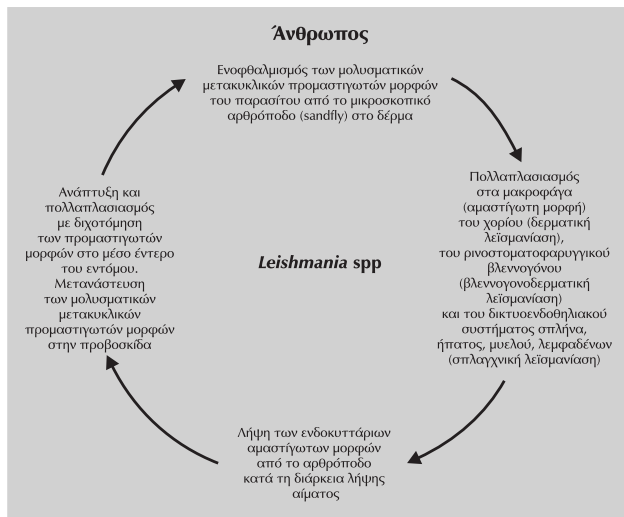 Άνθρωπος
Ενοφθαλμισμός των μολυσματικών
μετακυκλικών προμαστιγωτών μορφών
του παρασίτου από το μικροσκοπικό
αρθρόποδο (sandfly) στο δέρμα
Πολλαπλασιασμός
στα μακροφάγα
(αμαστίγωτη μορφή)
του χορίου (δερματική
λεϊσμανίαση),
του ρινοστοματοφαρυγγικού
βλεννογόνου
(βλεννογονοδερματική
λεϊσμανίαση)
και του δικτυοενδοθηλιακού
συστήματος σπλήνα,
ήπατος, μυελού, λεμφαδένων
(σπλαγχνική λεϊσμανίαση)
Λήψη των ενδοκυττάριων
αμαστίγωτων μορφών
από το αρθρόποδο
κατά τη διάρκεια λήψης
αίματος
Ανάπτυξη και
πολλαπλασιασμός
με διχοτόμηση
των προμαστιγωτών
μορφών στο μέσο έντερο
του εντόμου.
Μετανάστευση
των μολυσματικών
μετακυκλικών
προμαστιγωτών μορφών
στην προβοσκίδα
Leishmania spp